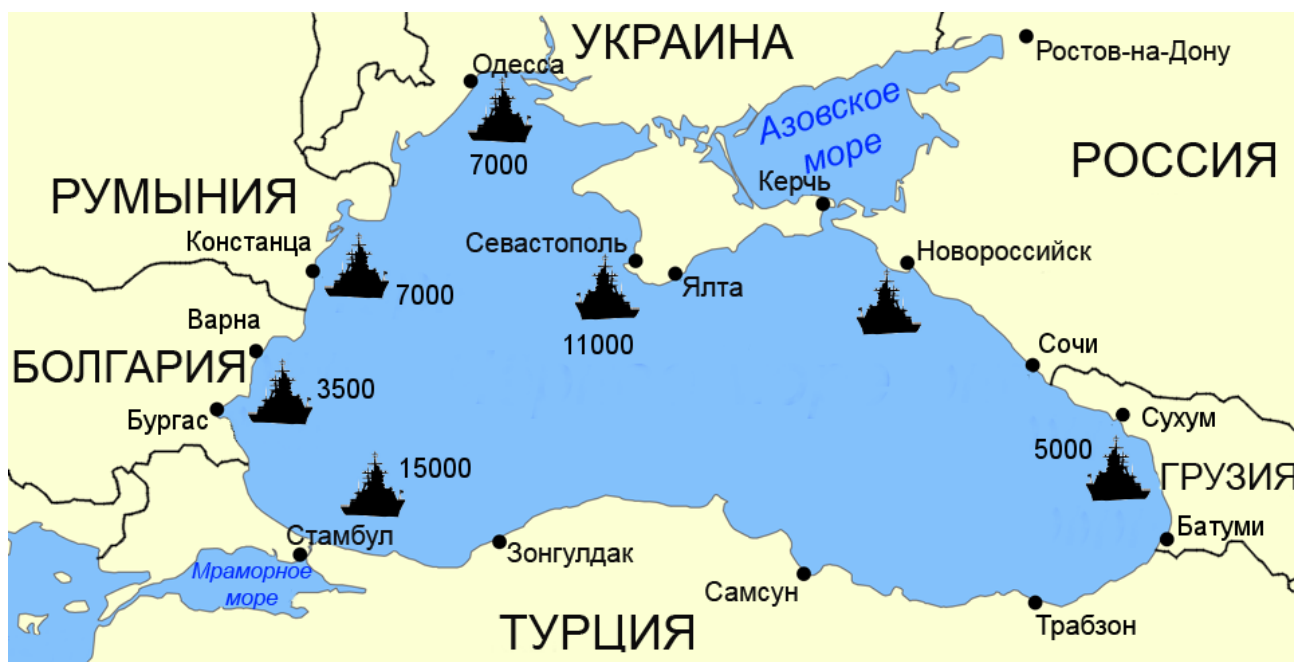 УКРАИНА
Ростов-на-Дону
Одесса
7000
Азовское
море
РОССИЯ
Керчь
РУМЫНИЯ
Констанца
7000
Севастополь
Ялта
11000
Новороссийск
Варна
БОЛГАРИЯ
3500
Бургас
Сочи
Сухум
5000
ГРУЗИЯ
Батуми
15000
Стамбул
Мраморное
море
Зонгулдак
Самсун
Трабзон
ТУРЦИЯ